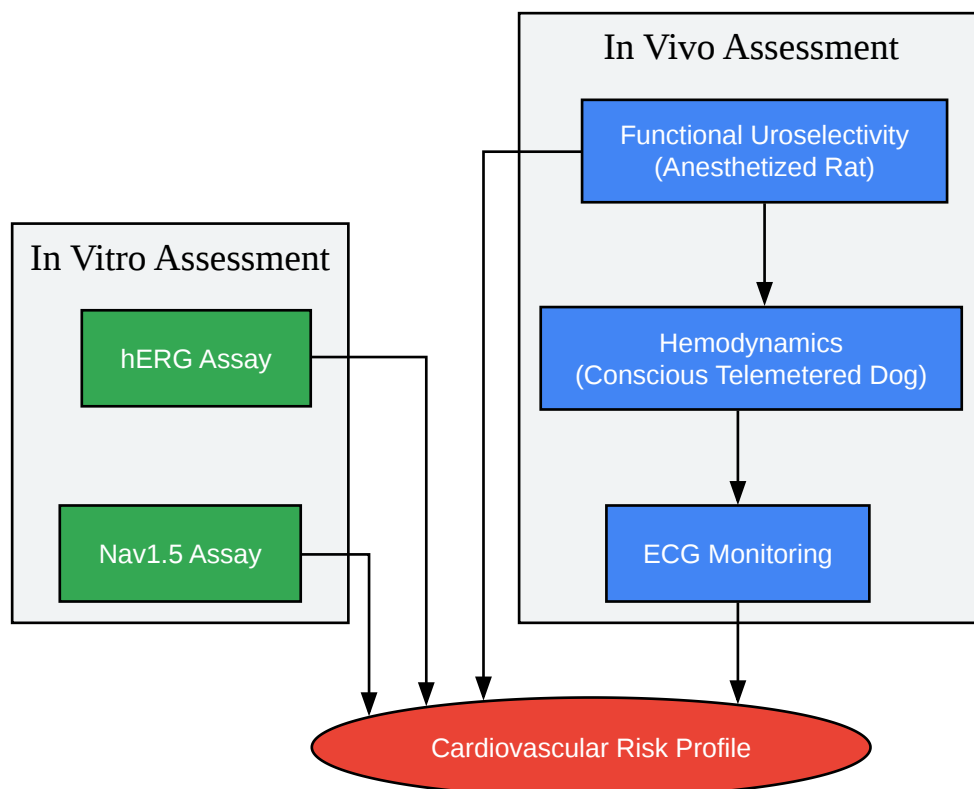 In Vivo Assessment
Functional Uroselectivity
(Anesthetized Rat)
In Vitro Assessment
hERG Assay
Hemodynamics
(Conscious Telemetered Dog)
Nav1.5 Assay
ECG Monitoring
Cardiovascular Risk Profile